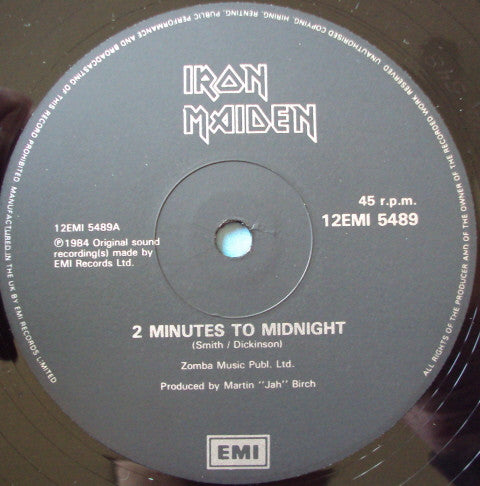 IRON
MAIDEN
45 r.p.m.
12EMI 5489
12EMI 5489A
℗1984 Original sound
recording(s) made by
EMI Records Ltd.
2 MINUTES TO MIDNIGHT
(Smith / Dickinson)
Zomba Music Publ. Ltd.
Produced by Martin "Jah" Birch
EMI
ALL RIGHTS OF THE PRODUCER AND OF THE OWNER OF THE RECORDED WORK RESERVED UNAUTHORISED COPYING, HIRING, RENTING, PUBLIC PERFORMANCE AND BROADCASTING OF THIS RECORD PROHIBITED MANUFACTURED IN THE UK BY EMI RECORDS LIMITED